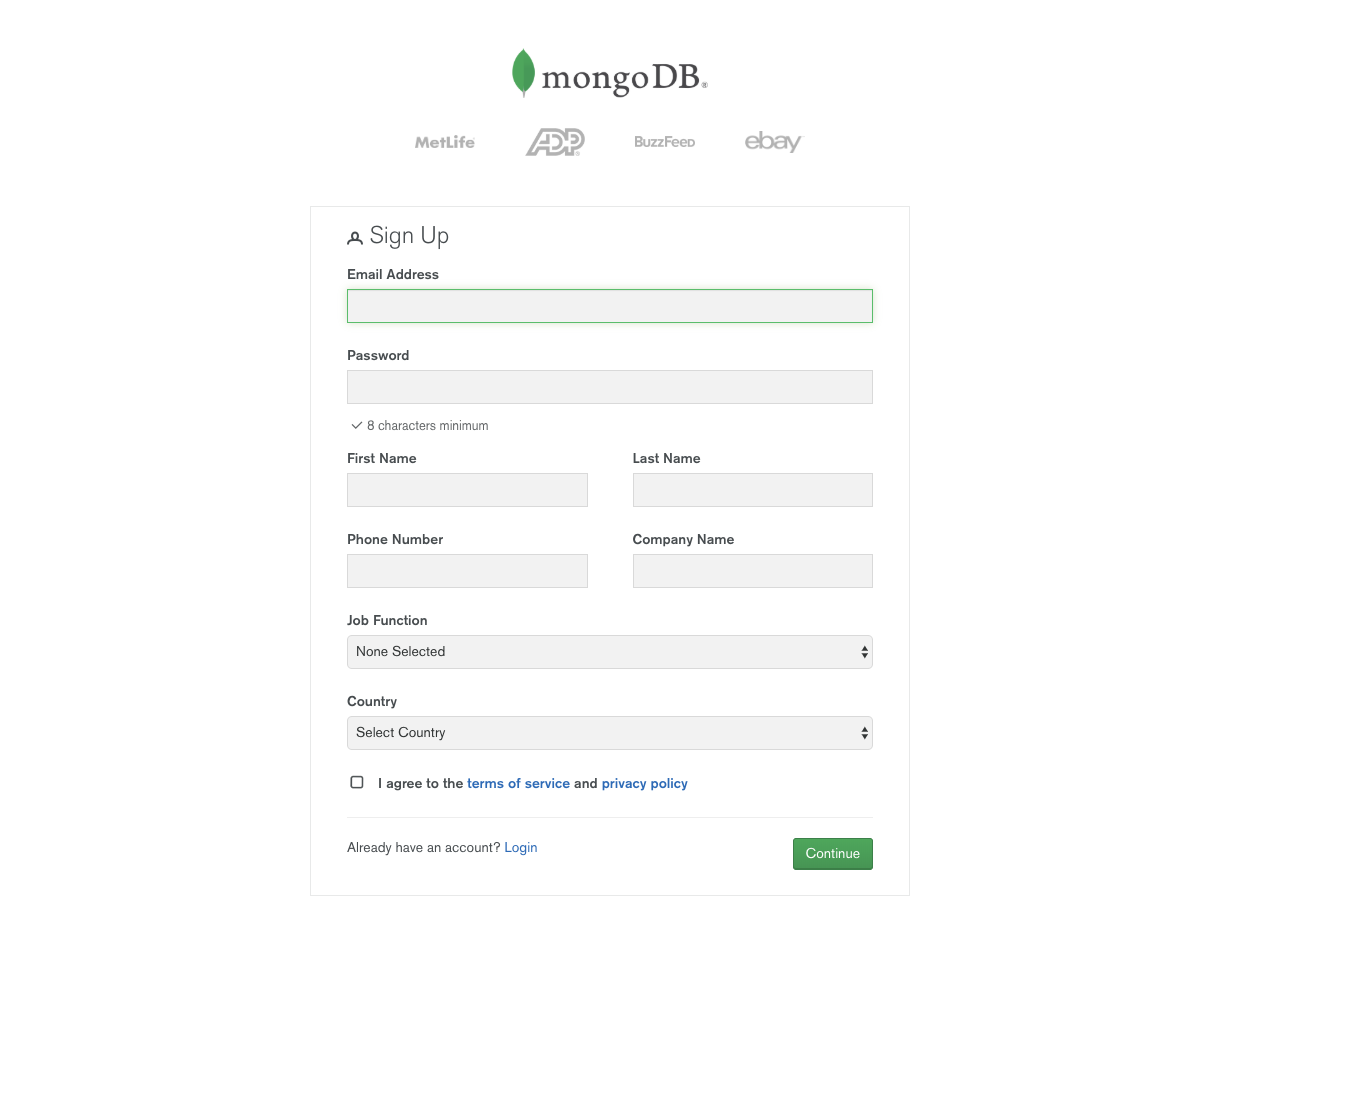 mongoDB®
MetLife ADP® BuzzFeed ebay
Sign Up
Email Address
Password
8 characters minimum
First Name Last Name
Phone Number Company Name
Job Function
None Selected
Country
Select Country
I agree to the terms of service and privacy policy
Already have an account? Login Continue